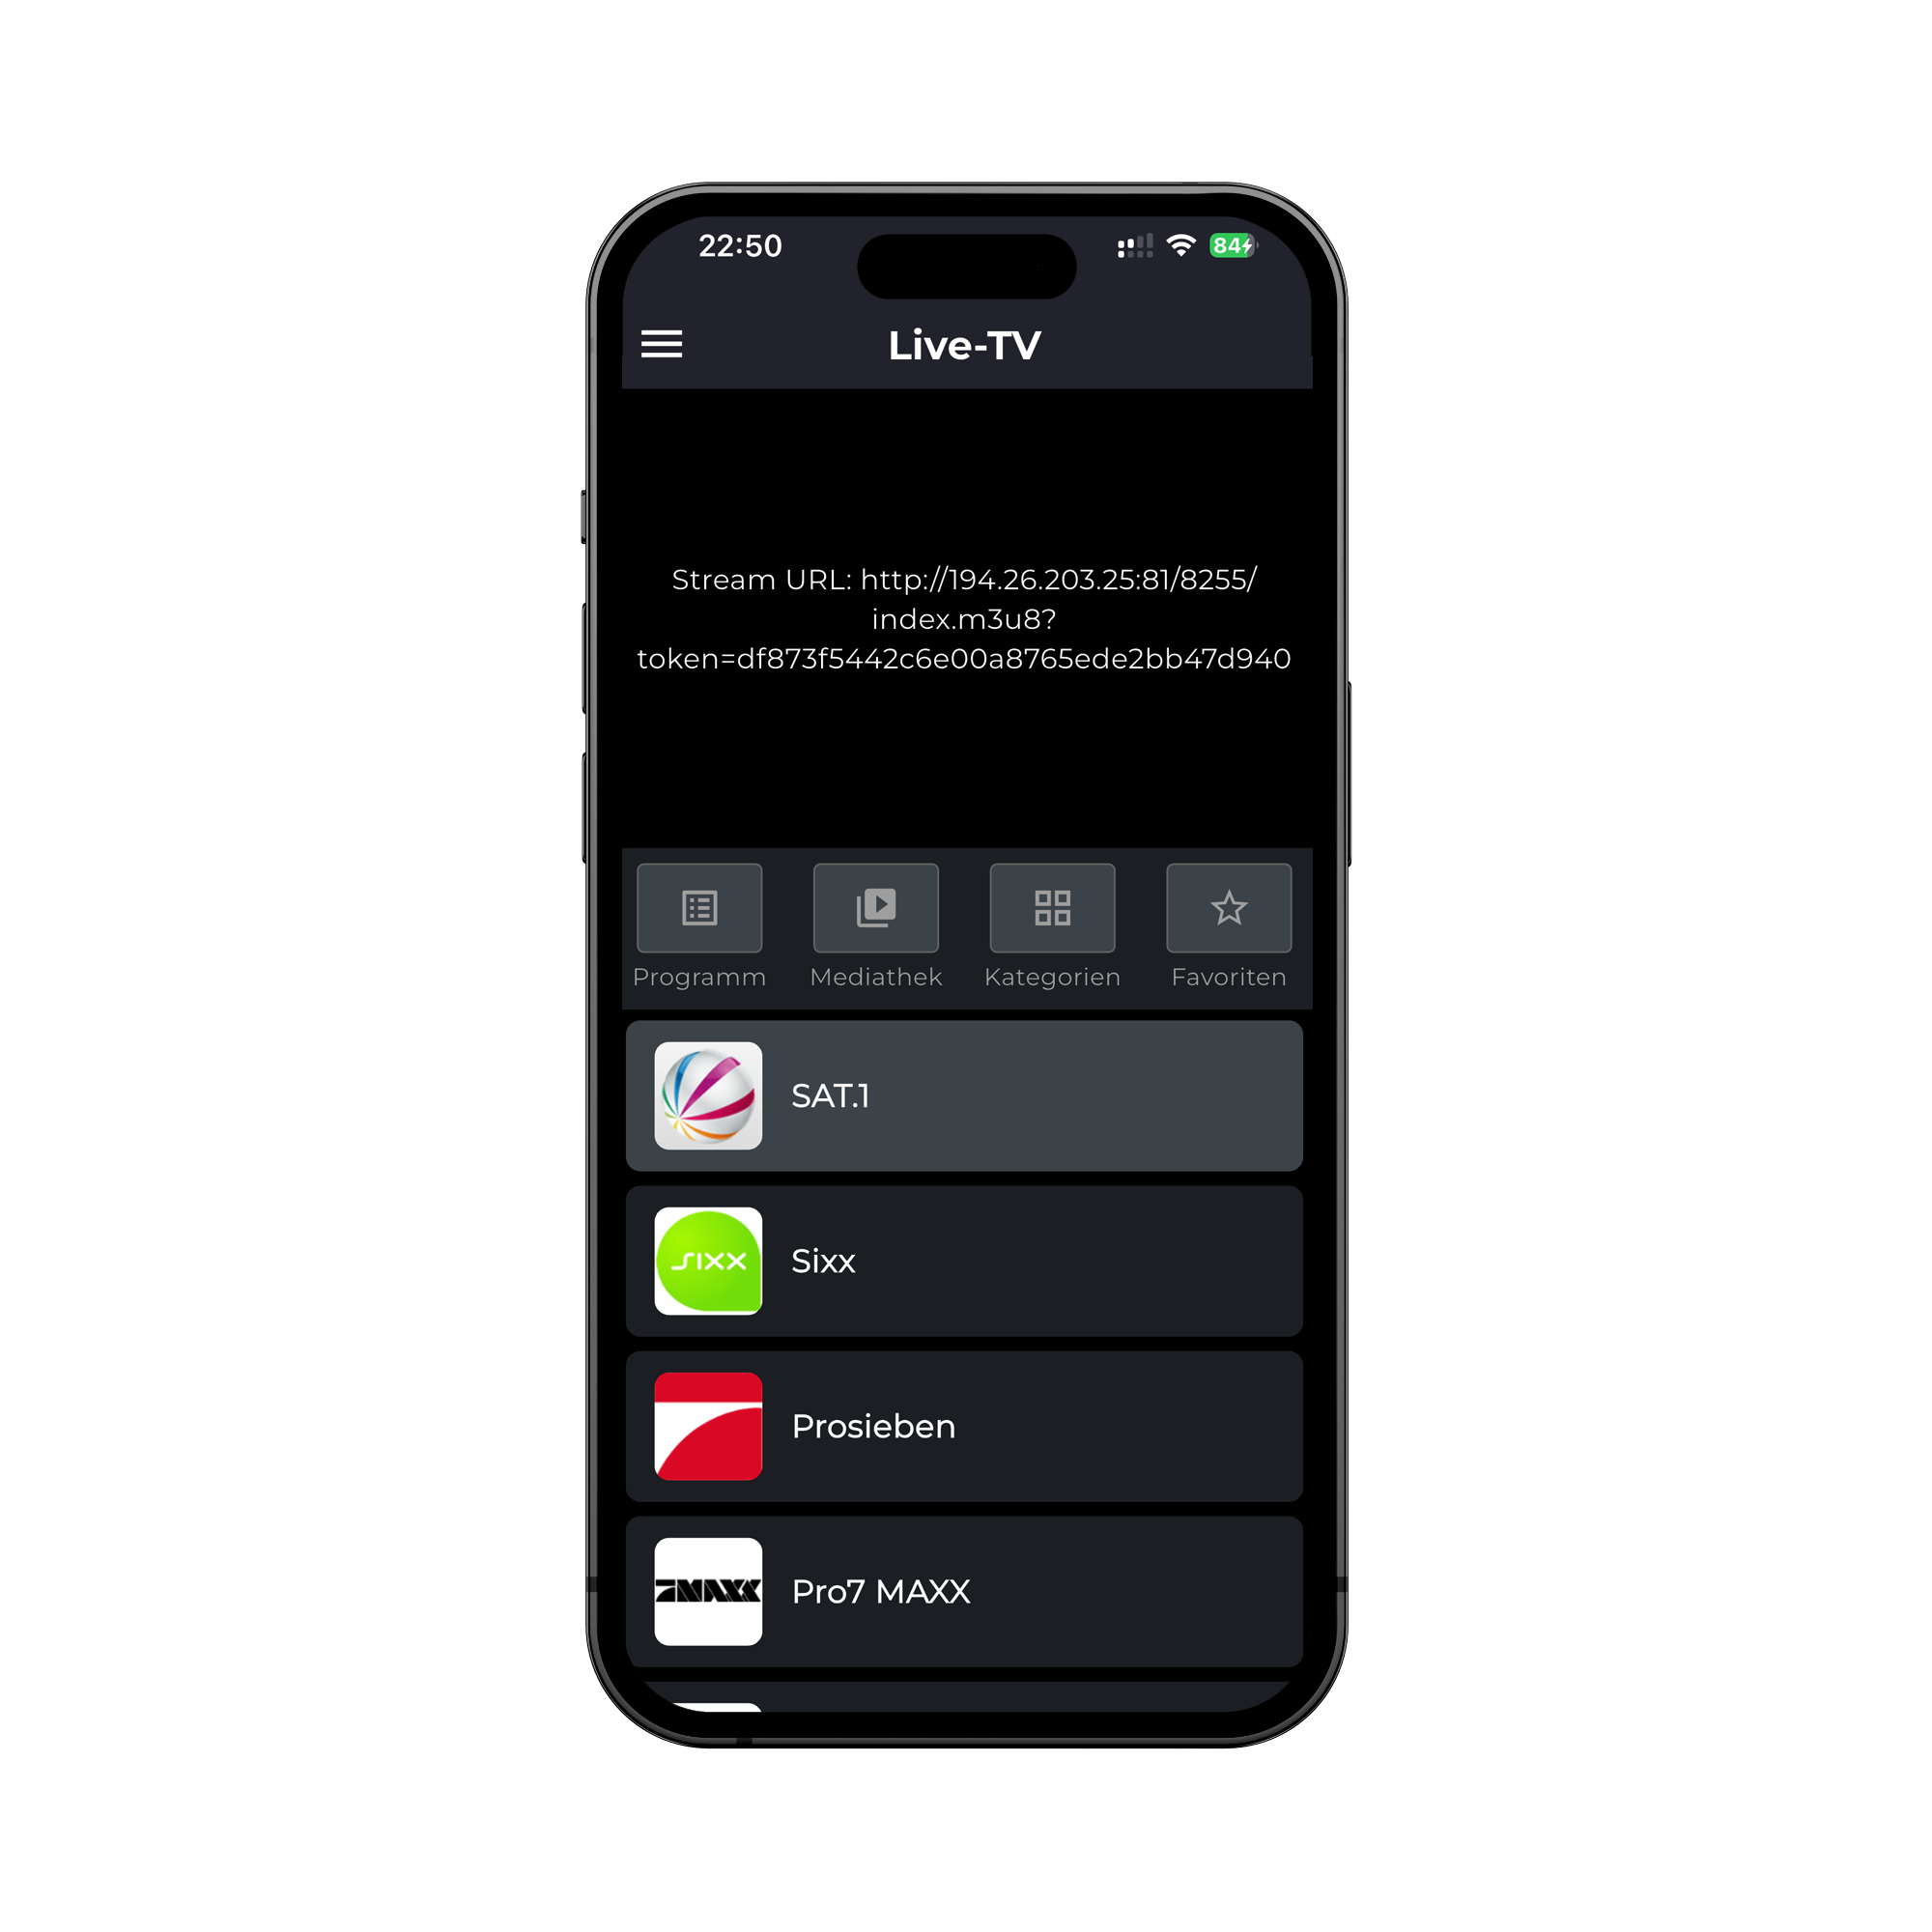 22:50
84
Live-TV
Stream URL: http://194.26.203.25:81/8255/
index.m3u8?
token=df873f5442c6e00a8765ede2bb47d940
Programm
Mediathek
Kategorien
Favoriten
SAT.1
sixx
Sixx
Prosieben
7MAXX
Pro7 MAXX